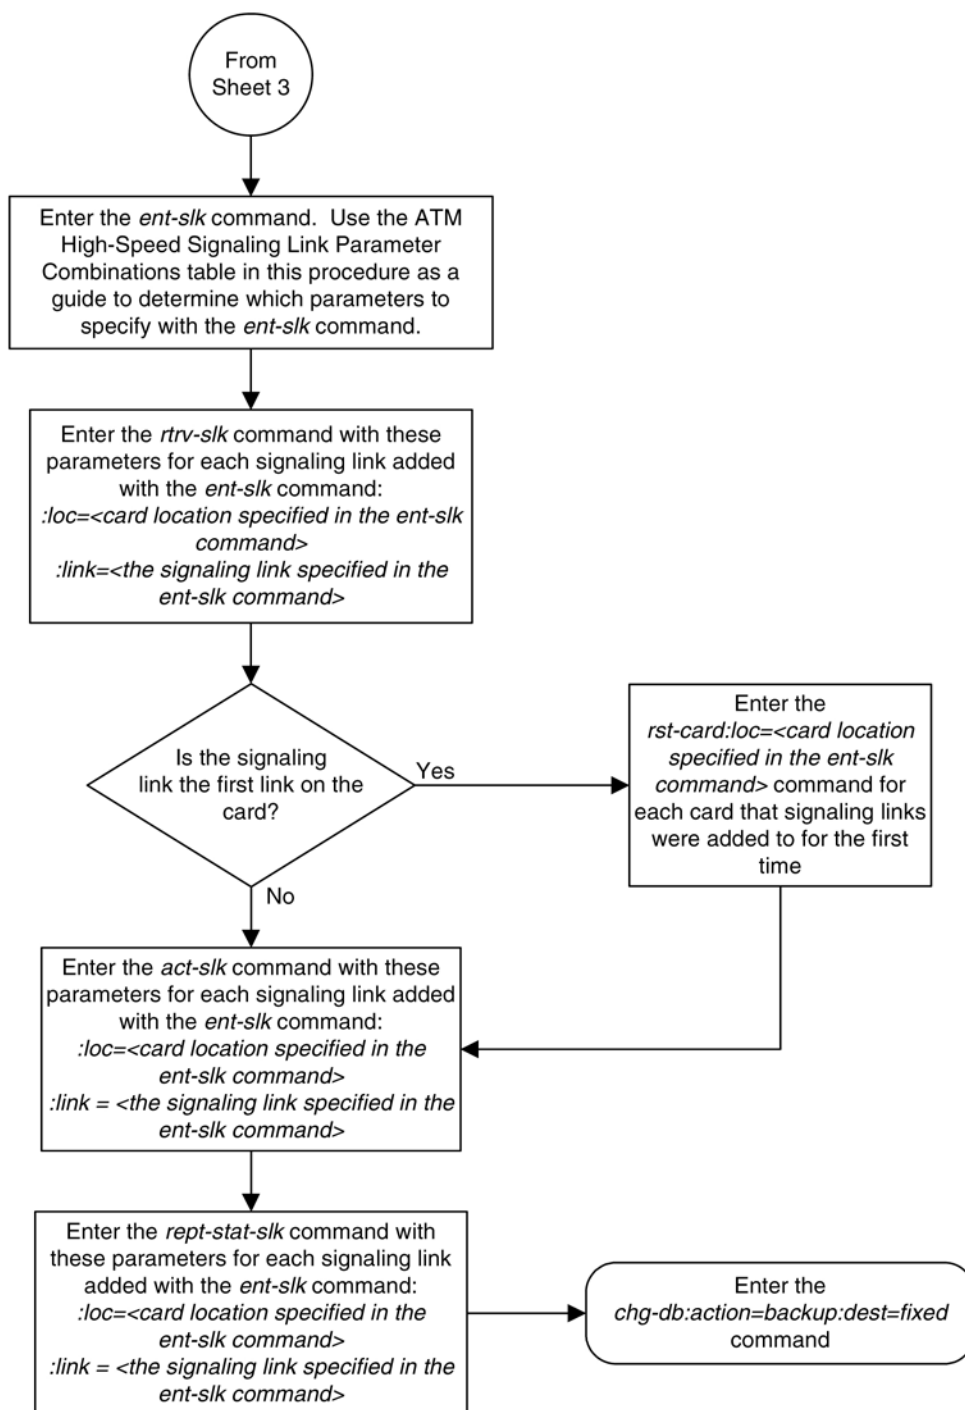 From
Sheet 3
Enter the ent-slk command.  Use the ATM
High-Speed Signaling Link Parameter
Combinations table in this procedure as a
guide to determine which parameters to
specify with the ent-slk command.
Enter the rtrv-slk command with these
parameters for each signaling link added
with the ent-slk command:
:loc=<card location specified in the ent-slk
command>
:link=<the signaling link specified in the
ent-slk command>
Is the signaling
link the first link on the
card?
Yes
No
Enter the
rst-card:loc=<card location
specified in the ent-slk
command> command for
each card that signaling links
were added to for the first
time
Enter the act-slk command with these
parameters for each signaling link added
with the ent-slk command:
:loc=<card location specified in the
ent-slk command>
:link = <the signaling link specified in the
ent-slk command>
Enter the rept-stat-slk command with
these parameters for each signaling link
added with the ent-slk command:
:loc=<card location specified in the
ent-slk command>
:link = <the signaling link specified in the
ent-slk command>
Enter the
chg-db:action=backup:dest=fixed
command